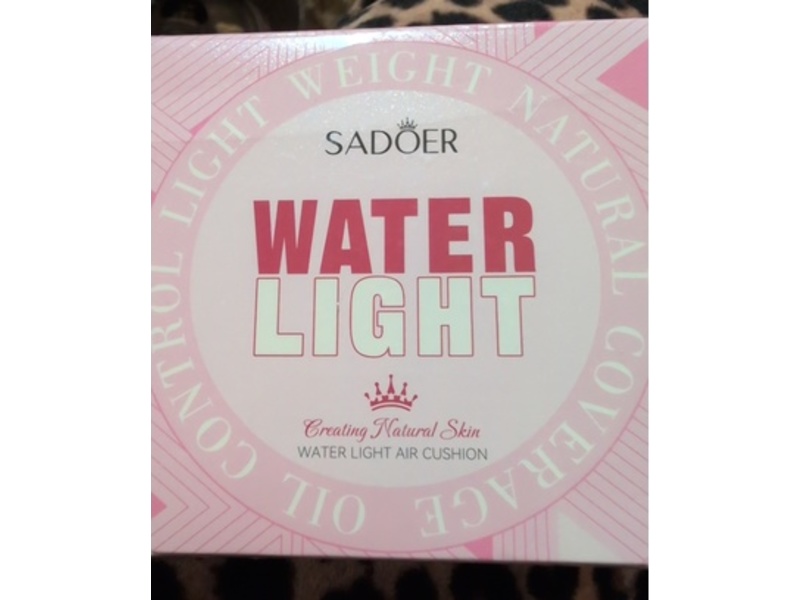 OIL CONTROL LIGHT WEIGHT NATURAL COVERAGE
SADOER
WATER
LIGHT
Creating Natural Skin
WATER LIGHT AIR CUSHION